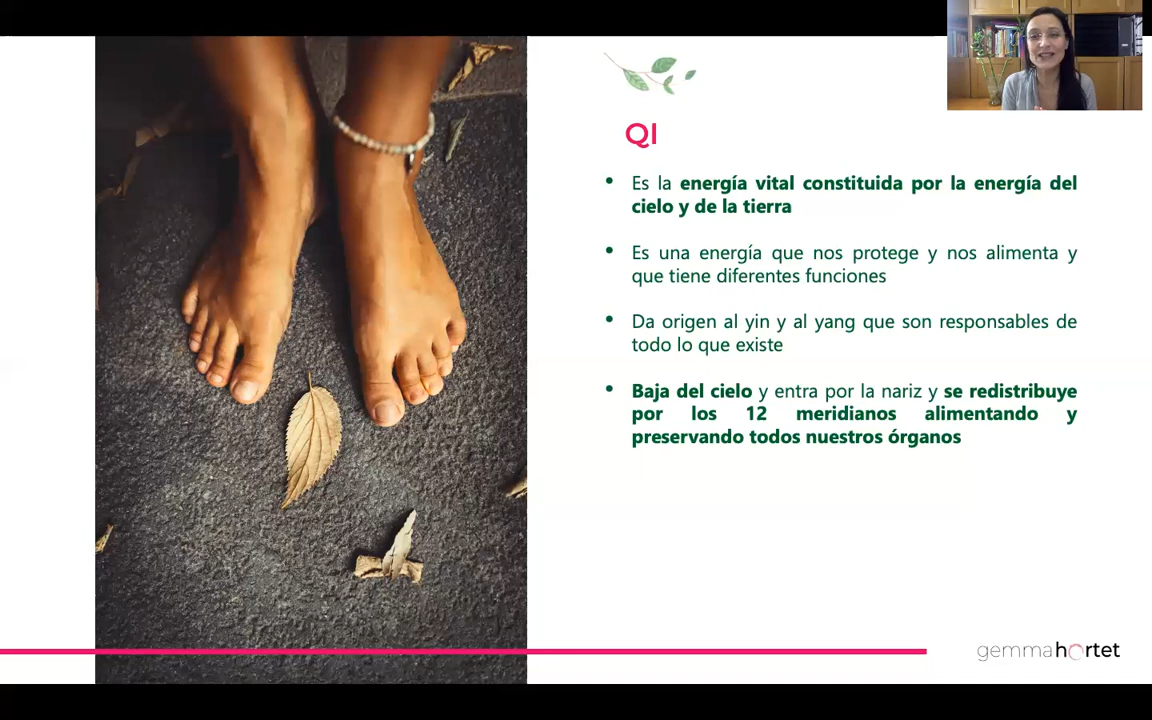 QI
• Es la energía vital constituida por la energía del
cielo y de la tierra
• Es una energía que nos protege y nos alimenta y
que tiene diferentes funciones
• Da origen al yin y al yang que son responsables de
todo lo que existe
• Baja del cielo y entra por la nariz y se redistribuye
por los 12 meridianos alimentando y
preservando todos nuestros órganos
gemmahortet